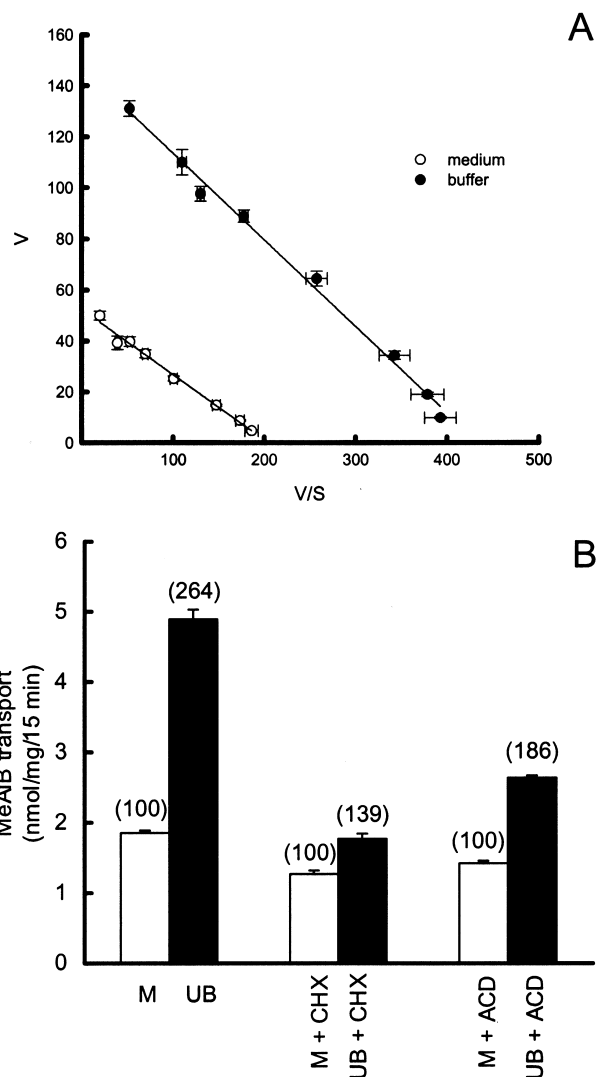 A
160
140
120
100
80
60
40
20
0
V
medium
buffer
100
200
300
400
500
V/S
B
6
5
4
3
2
1
0
MeAIB transport
(nmol/mg/15 min)
(100)
(264)
(100)
(139)
(100)
(186)
M
UB
M + CHX
UB + CHX
M + ACD
UB + ACD